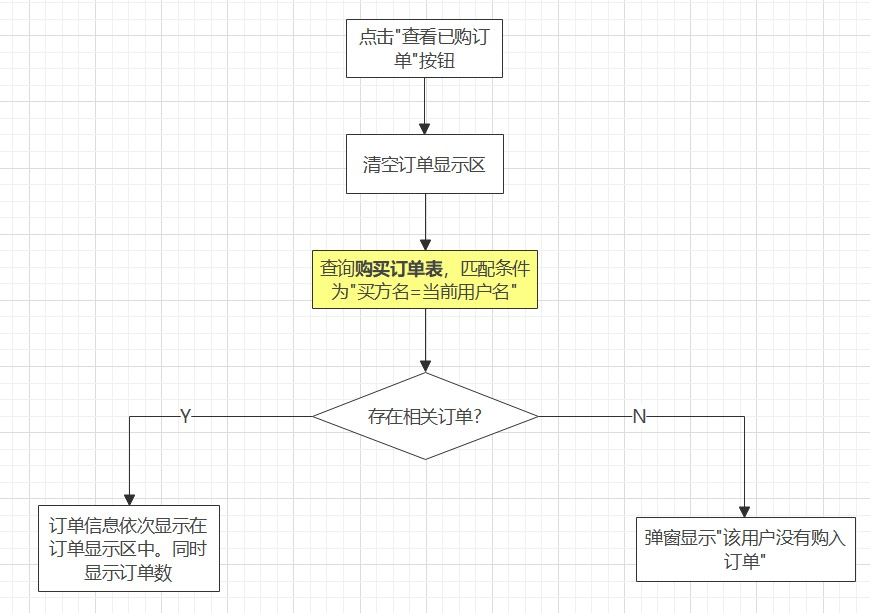 点击"查看已购订
单"按钮
清空订单显示区
查询购买订单表，匹配条件
为"买方名=当前用户名"
存在相关订单?
Y
N
订单信息依次显示在
订单显示区中。同时
显示订单数
弹窗显示"该用户没有购入
订单"